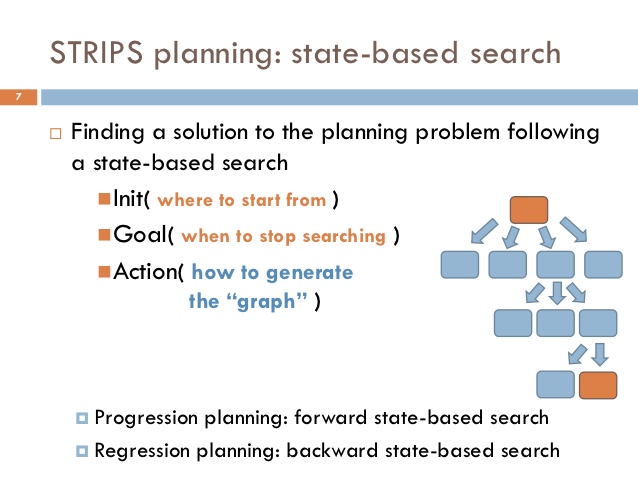 STRIPS planning: state-based search
7
Finding a solution to the planning problem following
a state-based search
Init( where to start from )
Goal( when to stop searching )
Action( how to generate
the “graph” )
Progression planning: forward state-based search
Regression planning: backward state-based search